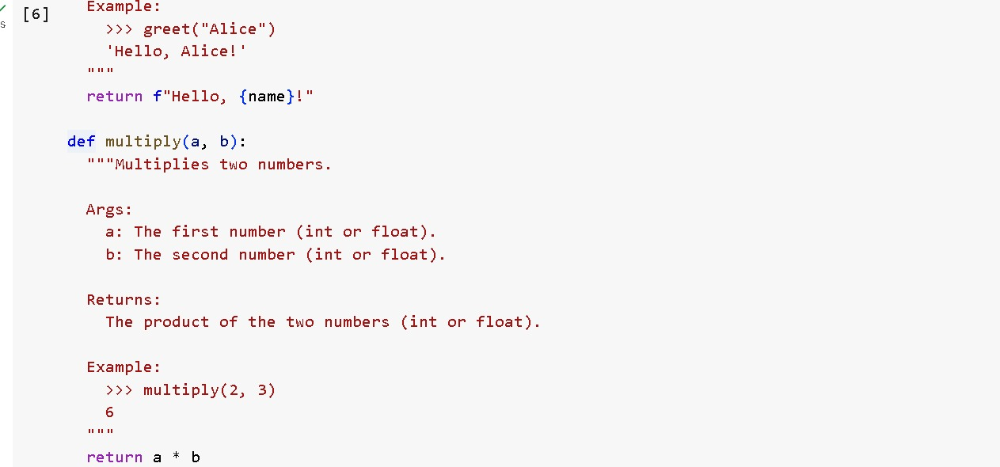 [6]
Example:
>>> greet("Alice")
'Hello, Alice!'
"""
return f"Hello, {name}!"
def multiply(a, b):
"""Multiplies two numbers.
Args:
a: The first number (int or float).
b: The second number (int or float).
Returns:
The product of the two numbers (int or float).
Example:
>>> multiply(2, 3)
6
"""
return a * b